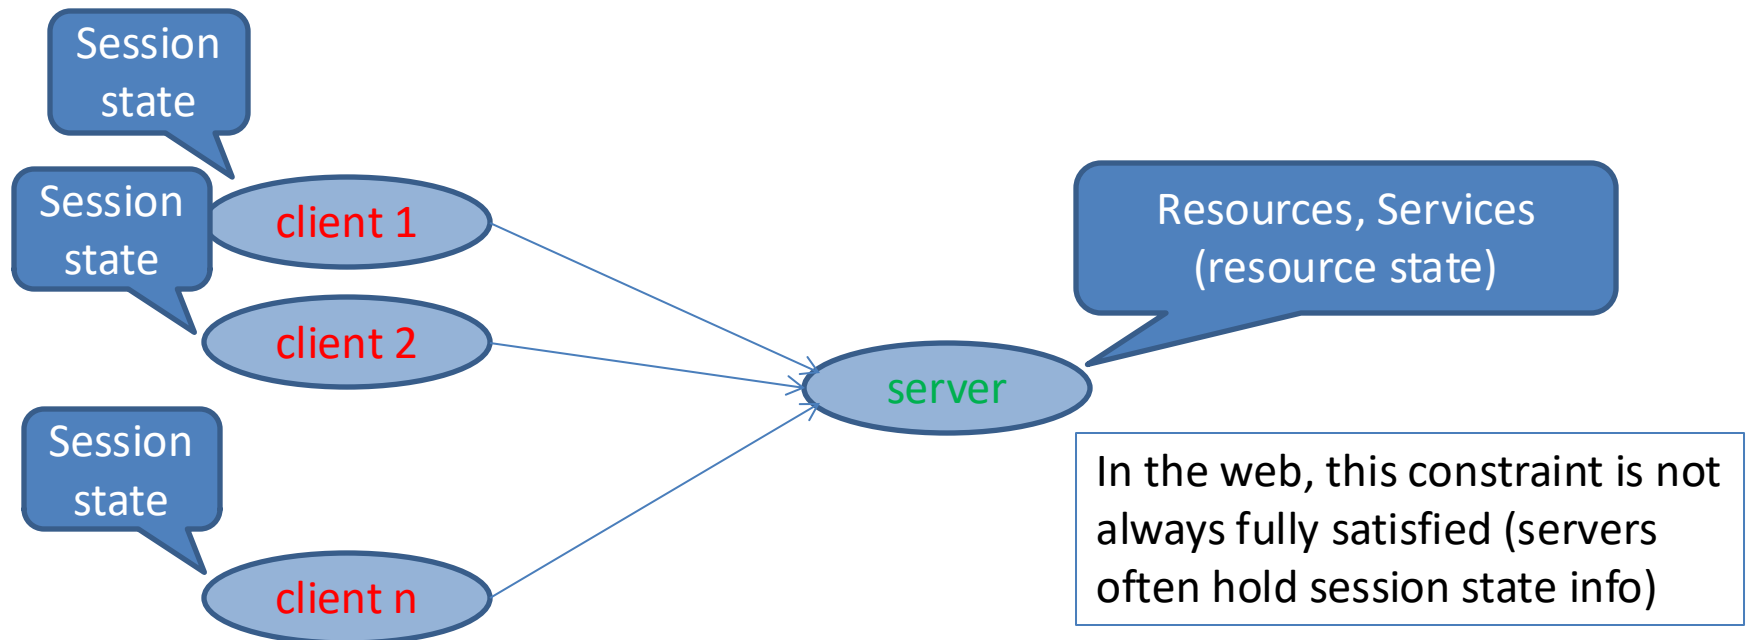 Session
state
client 1
Session
state
client 2
Session
state
client n
server
Resources, Services
(resource state)
In the web, this constraint is not
always fully satisfied (servers
often hold session state info)